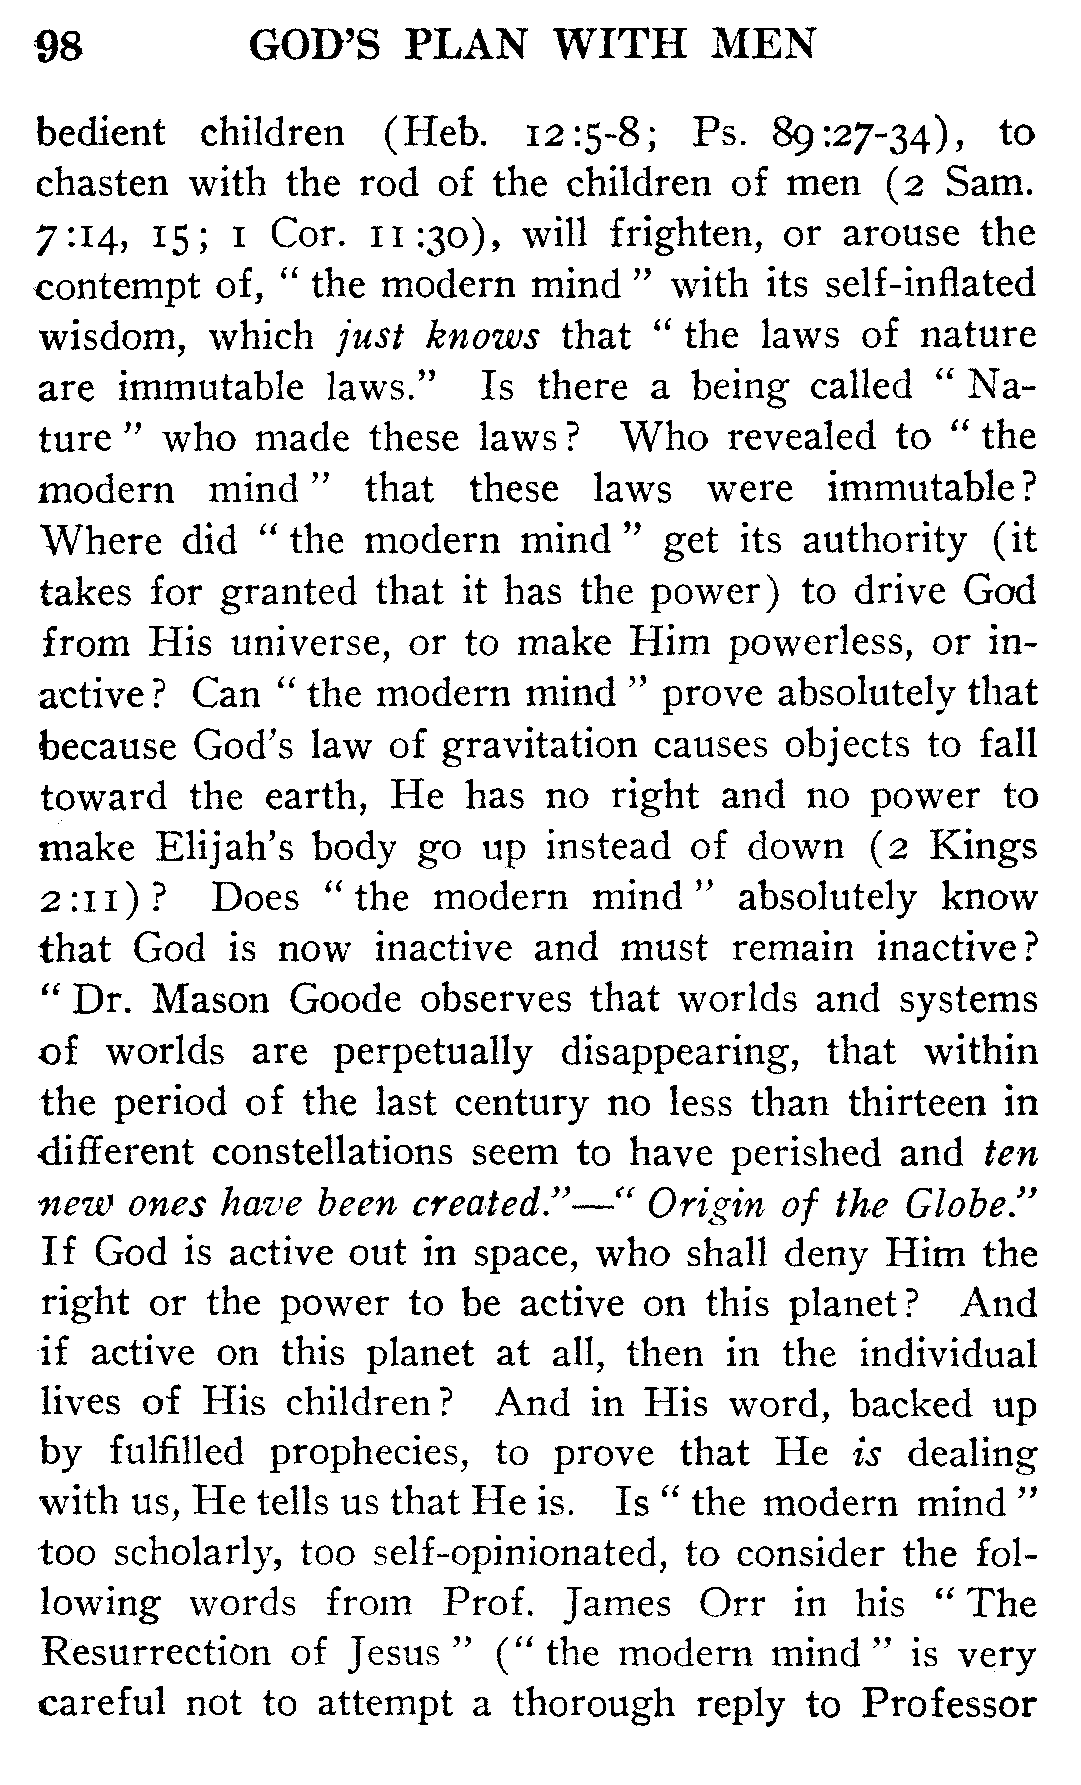 98 GOD'S PLAN WITH MEN
bedient children (Heb. 12:5-8; Ps. 89:27-34), to
chasten with the rod of the children of men (2 Sam.
7:14, 15; 1 Cor. 11:30), will frighten, or arouse the
contempt of, "the modern mind" with its self-inflated
wisdom, which just knows that "the laws of nature
are immutable laws." Is there a being called "Na-
ture" who made these laws? Who revealed to "the
modern mind" that these laws were immutable?
Where did "the modern mind" get its authority (it
takes for granted that it has the power) to drive God
from His universe, or to make Him powerless, or in-
active? Can "the modern mind" prove absolutely that
because God's law of gravitation causes objects to fall
toward the earth, He has no right and no power to
make Elijah's body go up instead of down (2 Kings
2:11)? Does "the modern mind" absolutely know
that God is now inactive and must remain inactive?
"Dr. Mason Goode observes that worlds and systems
of worlds are perpetually disappearing, that within
the period of the last century no less than thirteen in
different constellations seem to have perished and ten
new ones have been created."—"Origin of the Globe."
If God is active out in space, who shall deny Him the
right or the power to be active on this planet? And
if active on this planet at all, then in the individual
lives of His children? And in His word, backed up
by fulfilled prophecies, to prove that He is dealing
with us, He tells us that He is. Is "the modern mind"
too scholarly, too self-opinionated, to consider the fol-
lowing words from Prof. James Orr in his "The
Resurrection of Jesus" ("the modern mind" is very
careful not to attempt a thorough reply to Professor